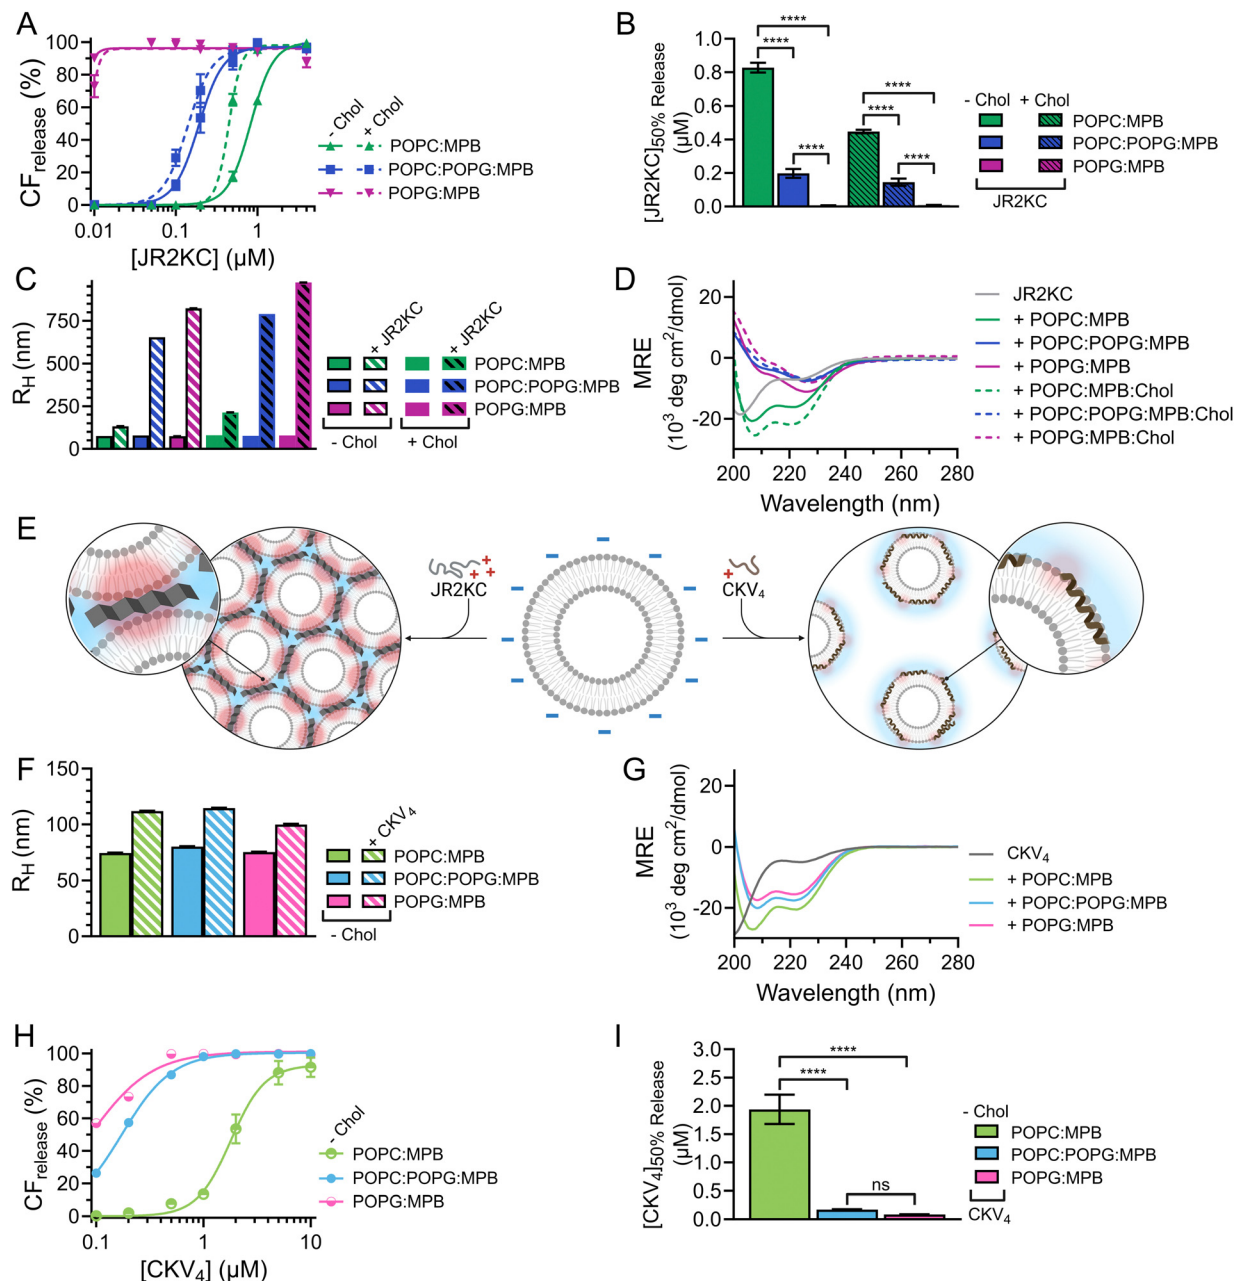 A
CF release (%)
100
80
60
40
20
0
0.01
0.1
1
[JR2KC] (μM)
- Chol
+ Chol
POPC:MPB
POPC:POPG:MPB
POPG:MPB
B
[JR2KC]50% Release
(μM)
1.0
0.8
0.6
0.4
0.2
0.0
****
****
****
****
****
****
- Chol + Chol
POPC:MPB
POPC:POPG:MPB
POPG:MPB
JR2KC
C
RH (nm)
750
500
250
0
+ JR2KC
+ JR2KC
POPC:MPB
POPC:POPG:MPB
POPG:MPB
- Chol
+ Chol
D
MRE
(10³ deg cm²/dmol)
20
0
-20
200 220 240 260 280
Wavelength (nm)
JR2KC
+ POPC:MPB
+ POPC:POPG:MPB
+ POPG:MPB
+ POPC:MPB:Chol
+ POPC:POPG:MPB:Chol
+ POPG:MPB:Chol
E
JR2KC
CKV₄
F
RH (nm)
150
100
50
0
+ CKV₄
POPC:MPB
POPC:POPG:MPB
POPG:MPB
- Chol
G
MRE
(10³ deg cm²/dmol)
20
0
-20
200 220 240 260 280
Wavelength (nm)
CKV₄
+ POPC:MPB
+ POPC:POPG:MPB
+ POPG:MPB
H
CF release (%)
100
80
60
40
20
0
0.1
1
10
[CKV₄] (μM)
- Chol
POPC:MPB
POPC:POPG:MPB
POPG:MPB
I
[CKV₄]50% Release
(μM)
3.0
2.5
2.0
1.5
1.0
0.5
0.0
****
****
ns
- Chol
POPC:MPB
POPC:POPG:MPB
POPG:MPB
CKV₄